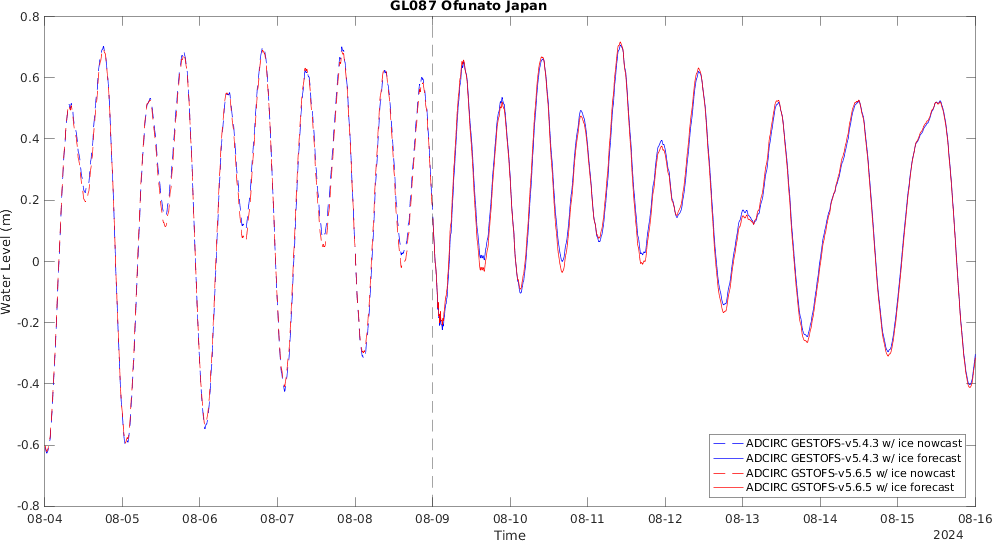 GL087 Ofunato Japan
0.8
0.6
0.4
0.2
0
-0.2
-0.4
-0.6
-0.8
Water Level (m)
08-04 08-05 08-06 08-07 08-08 08-09 08-10 08-11 08-12 08-13 08-14 08-15 08-16
Time
2024
ADCIRC GESTOFS-v5.4.3 w/ ice nowcast
ADCIRC GESTOFS-v5.4.3 w/ ice forecast
ADCIRC GSTOFS-v5.6.5 w/ ice nowcast
ADCIRC GSTOFS-v5.6.5 w/ ice forecast